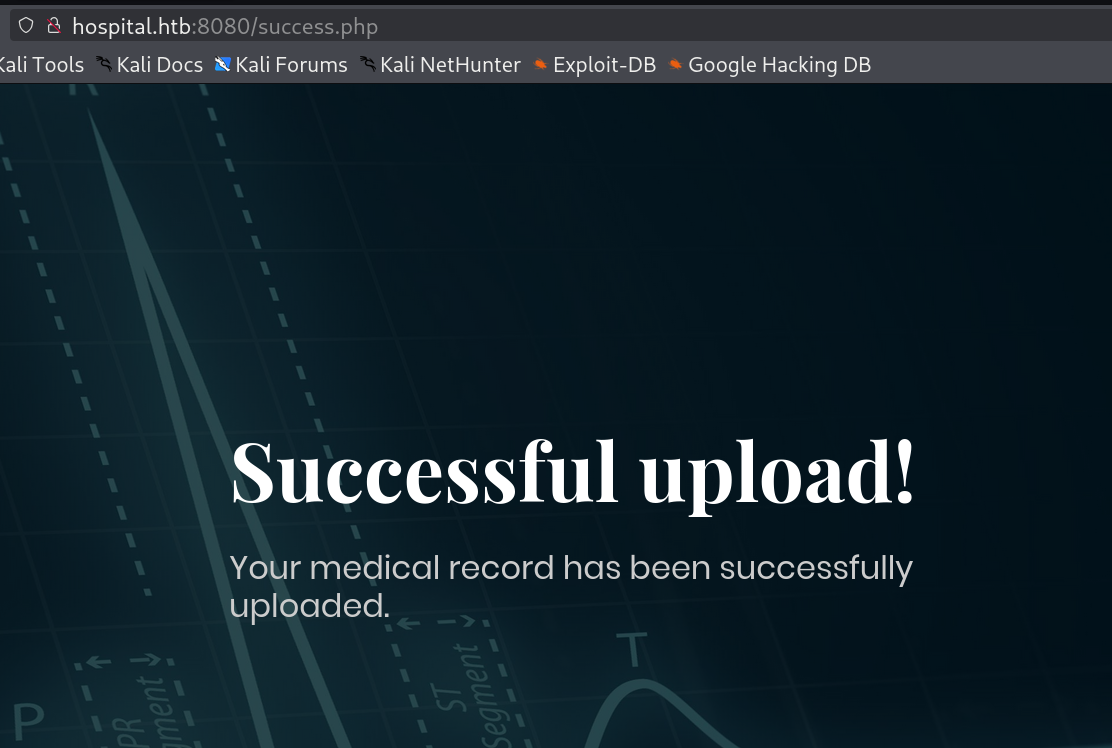 hospital.htb:8080/success.php
Kali Tools Kali Docs Kali Forums Kali NetHunter Exploit-DB Google Hacking DB
Successful upload!
Your medical record has been successfully
uploaded.
T
ST
Segment
P
PR